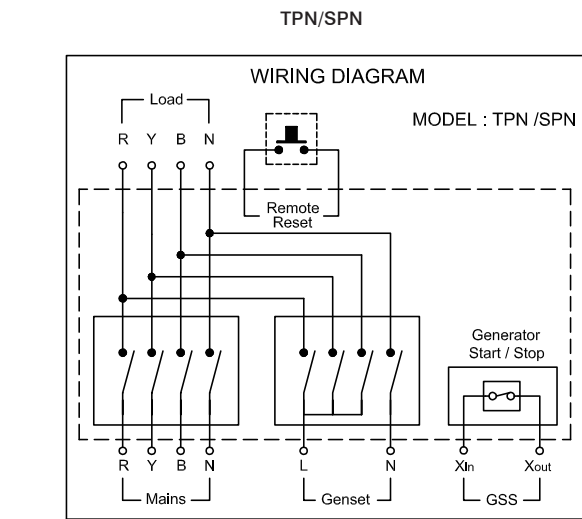 TPN/SPN
WIRING DIAGRAM
MODEL : TPN /SPN
Load
R Y B N
Remote
Reset
Generator
Start / Stop
R Y B N
L N
Xin Xout
Mains
Genset
GSS